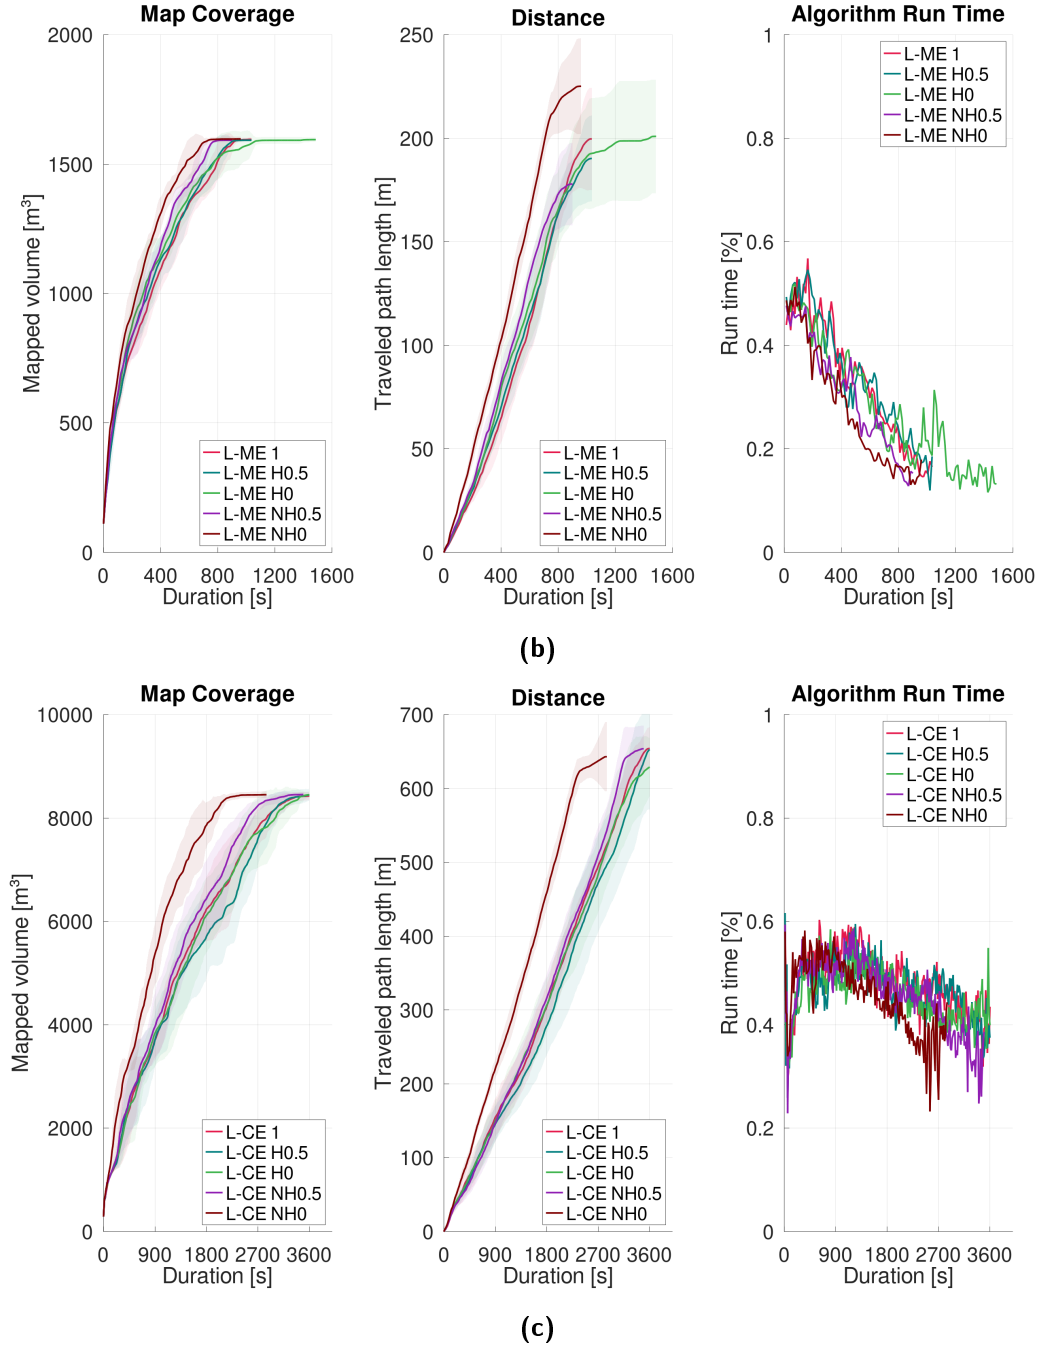 Map Coverage
2000
1500
1000
500
0
0 400 800 1200 1600
Mapped volume [m³]
Duration [s]
L-ME 1
L-ME H0.5
L-ME H0
L-ME NH0.5
L-ME NH0
Distance
250
200
150
100
50
0
0 400 800 1200 1600
Traveled path length [m]
Duration [s]
L-ME 1
L-ME H0.5
L-ME H0
L-ME NH0.5
L-ME NH0
Algorithm Run Time
1
0.8
0.6
0.4
0.2
0
0 400 800 1200 1600
Run time [%]
Duration [s]
L-ME 1
L-ME H0.5
L-ME H0
L-ME NH0.5
L-ME NH0
(b)
Map Coverage
10000
8000
6000
4000
2000
0
0 900 1800 2700 3600
Mapped volume [m³]
Duration [s]
L-CE 1
L-CE H0.5
L-CE H0
L-CE NH0.5
L-CE NH0
Distance
700
600
500
400
300
200
100
0
0 900 1800 2700 3600
Traveled path length [m]
Duration [s]
L-CE 1
L-CE H0.5
L-CE H0
L-CE NH0.5
L-CE NH0
Algorithm Run Time
1
0.8
0.6
0.4
0.2
0
0 900 1800 2700 3600
Run time [%]
Duration [s]
L-CE 1
L-CE H0.5
L-CE H0
L-CE NH0.5
L-CE NH0
(c)